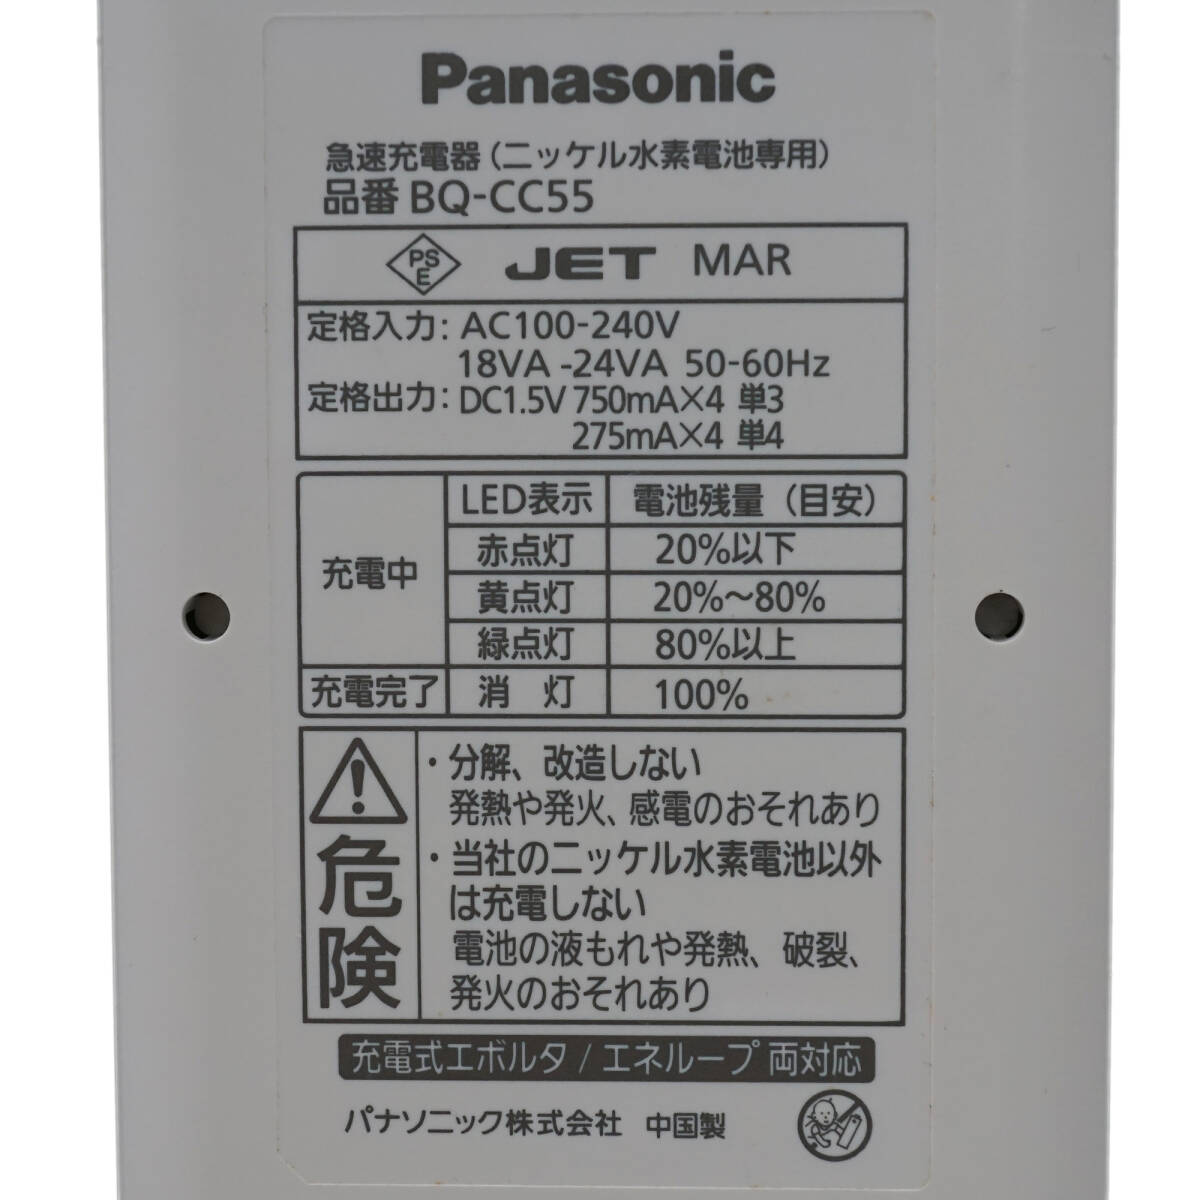 Panasonic
急速充電器(ニッケル水素電池専用)
品番 BQ-CC55
PS E JET MAR
定格入力: AC100-240V
18VA -24VA 50-60Hz
定格出力: DC1.5V 750mA×4 単3
275mA×4 単4
LED表示 電池残量(目安)
充電中
赤点灯 20%以下
黄点灯 20%～80%
緑点灯 80%以上
充電完了 消 灯 100%
危険
・分解、改造しない
発熱や発火、感電のおそれあり
・当社のニッケル水素電池以外
は充電しない
電池の液もれや発熱、破裂、
発火のおそれあり
充電式エボルタ / エネループ 両対応
パナソニック株式会社 中国製